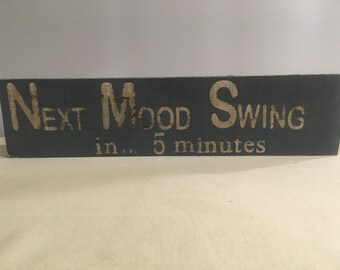 Next Mood Swing
in... 5 minutes